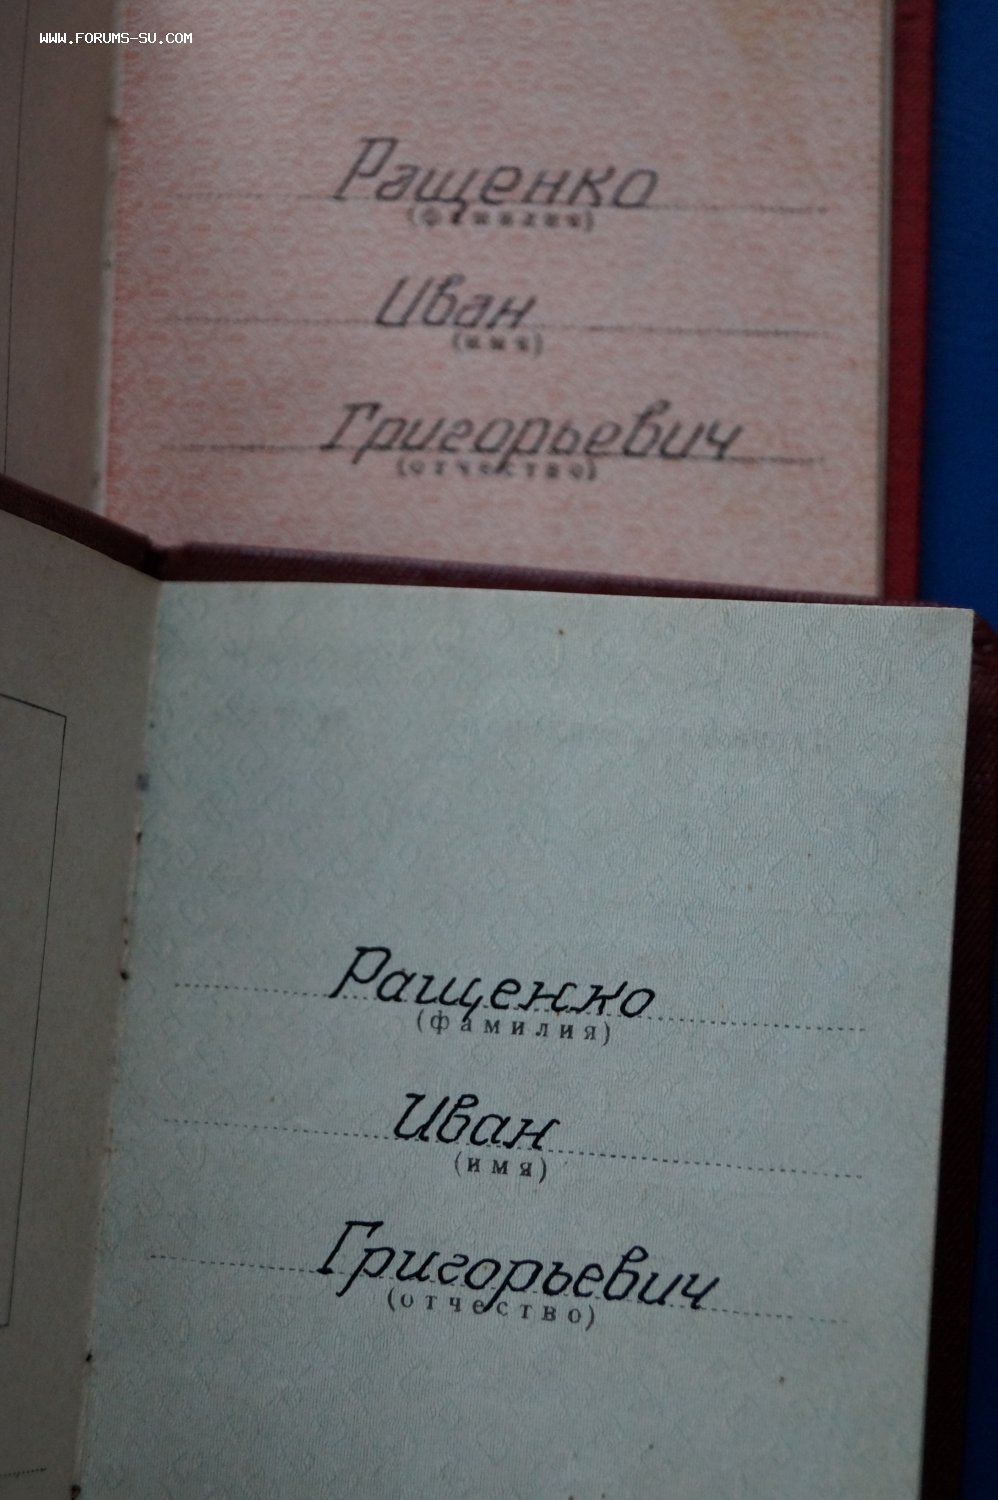 WWW.FORUMS-SU.COM
Ращенко
(фамилия)
Иван
(имя)
Григорьевич
(отчество)
Ращенко
(фамилия)
Иван
(имя)
Григорьевич
(отчество)